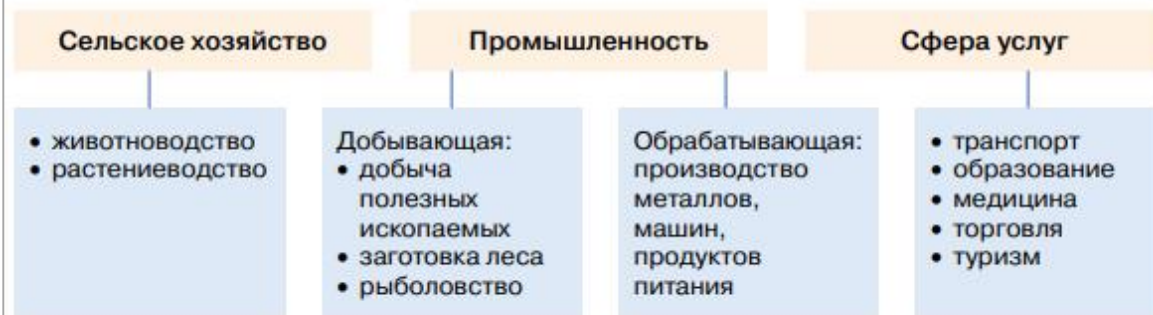 Сельское хозяйство
Промышленность
Сфера услуг
• животноводство
• растениеводство
Добывающая:
• добыча
полезных
ископаемых
• заготовка леса
• рыболовство
Обрабатывающая:
производство
металлов,
машин,
продуктов
питания
• транспорт
• образование
• медицина
• торговля
• туризм